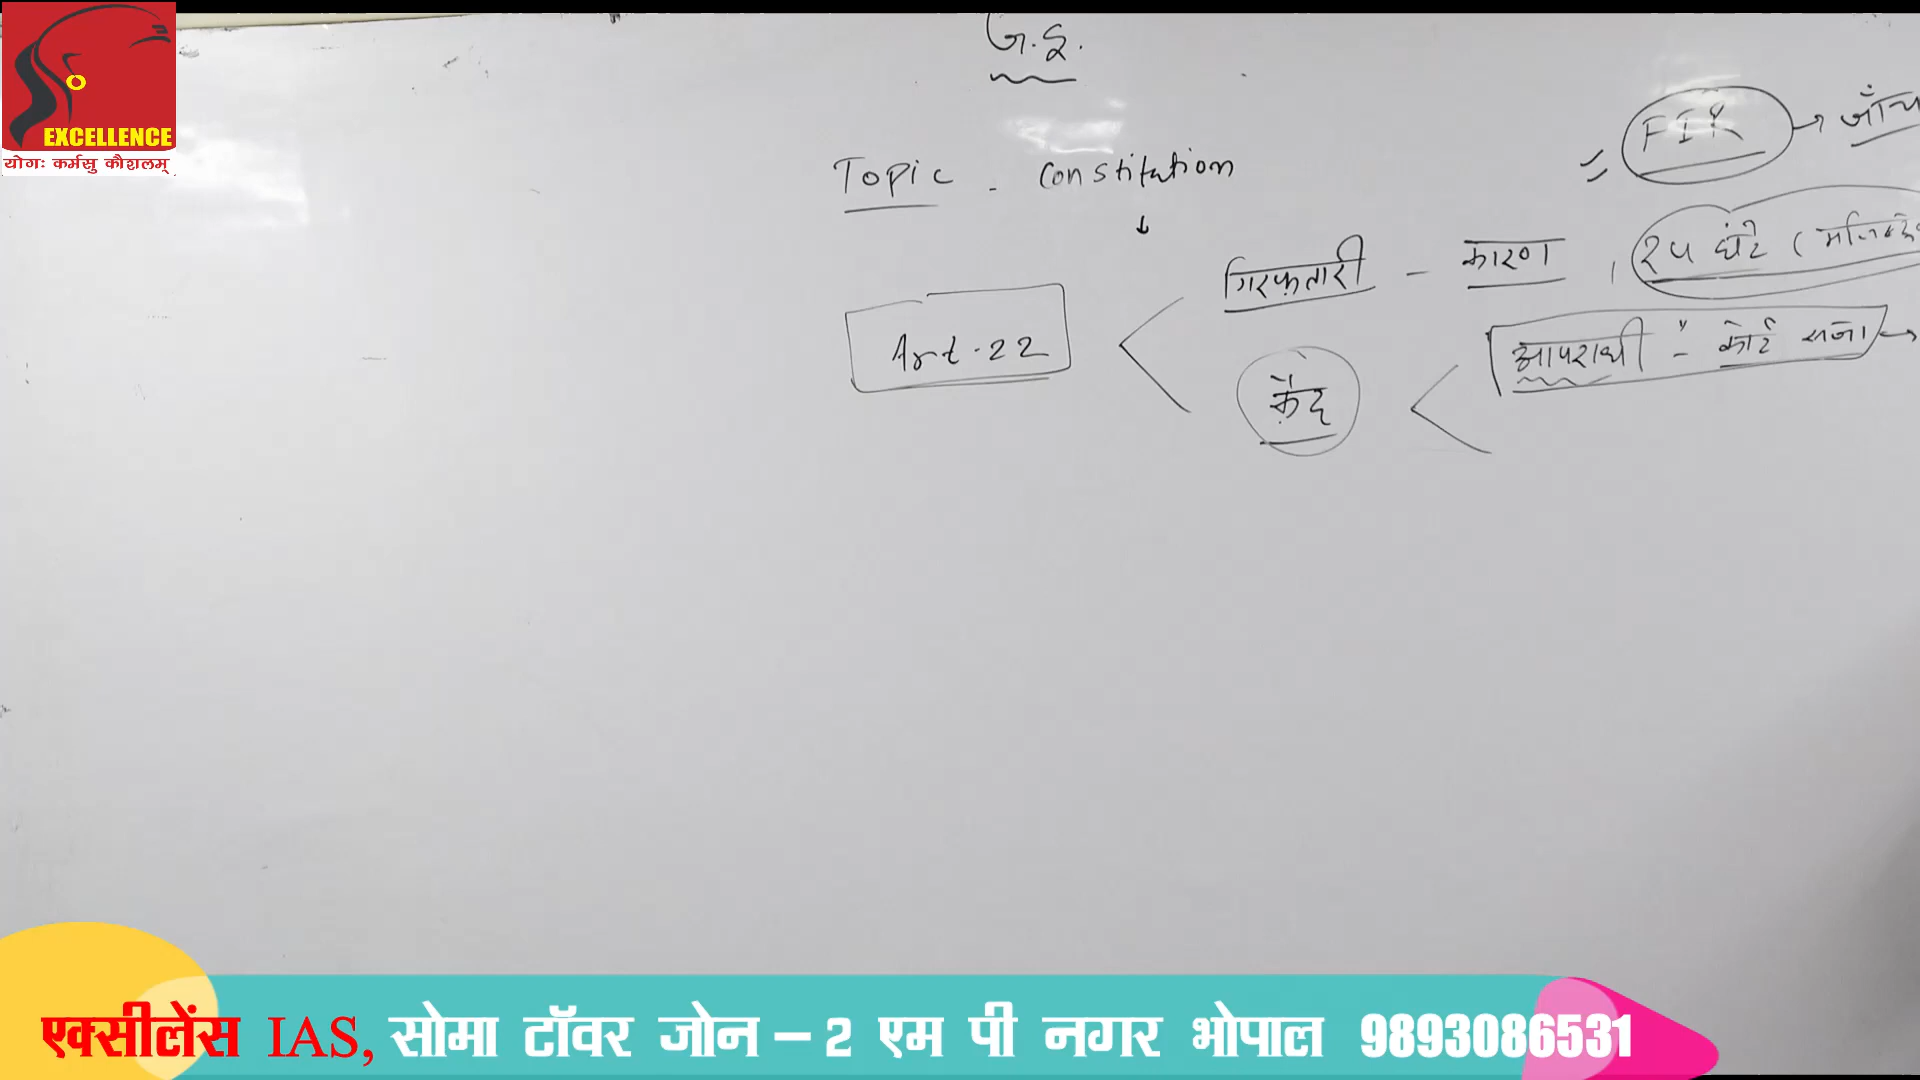 G.S.
EXCELLENCE
योगः कर्मसु कौशलम्
Topic - Constitution
FIR →
Art-22
गिरफ़्तारी - कारण , 24 घंटे (
क़ैद
आपराधी - कोर्ट सजा →
एक्सीलेंस IAS, सोमा टॉवर जोन – 2 एम पी नगर भोपाल 9893086531